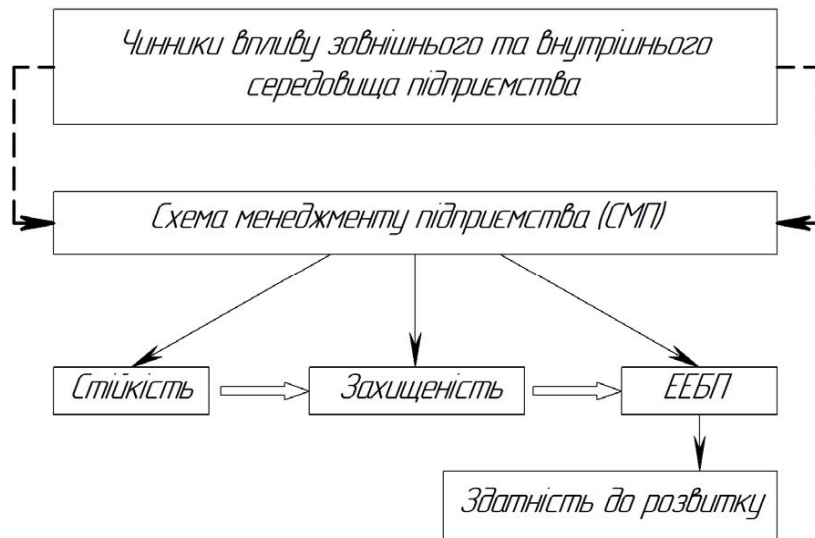 Чинники впливу зовнішнього та внутрішнього
середовища підприємства
Схема менеджменту підприємства (СМП)
Стійкість
Захищеність
ЕЕБП
Здатність до розвитку